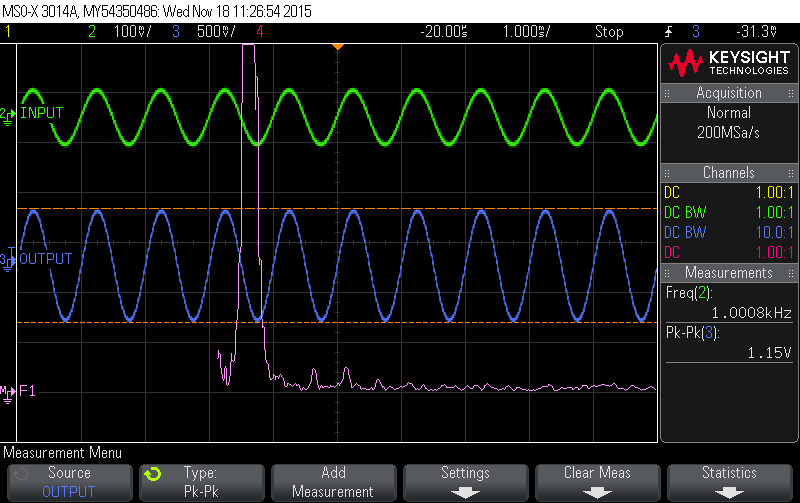 MSO-X 3014A, MY54350486: Wed Nov 18 11:26:54 2015
1 2 100mV/ 3 500mV/ 4 -20.00us 1.000ms/ Stop 3 -31.3mV
KEYSIGHT
TECHNOLOGIES
Acquisition
Normal
200MSa/s
Channels
DC 1.00:1
DC BW 1.00:1
DC BW 10.0:1
DC 1.00:1
Measurements
Freq(2):
1.0008kHz
Pk-Pk(3):
1.15V
2 INPUT
T
3 OUTPUT
M F1
Measurement Menu
Source
OUTPUT
Type:
Pk-Pk
Add
Measurement
Settings
Clear Meas
Statistics